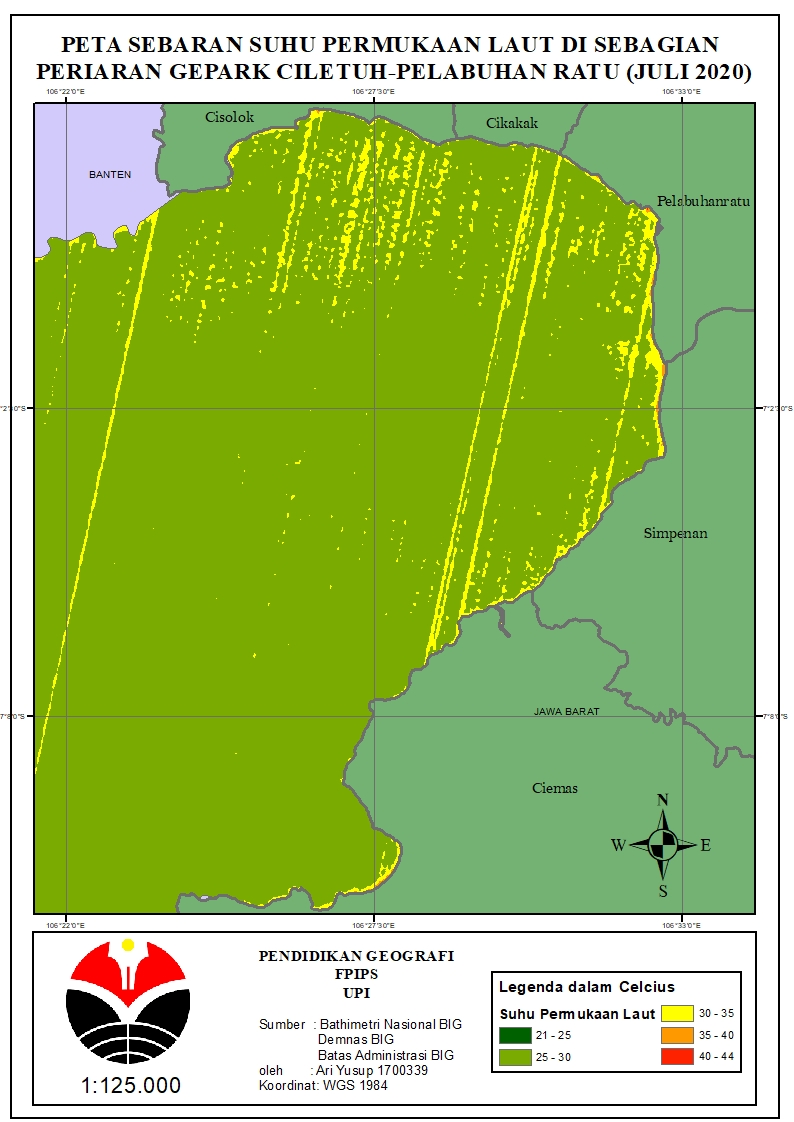 PETA SEBARAN SUHU PERMUKAAN LAUT DI SEBAGIAN
PERIARAN GEPARK CILETUH-PELABUHAN RATU (JULI 2020)
106°22'0"E 106°27'3"0"E 106°33'0"E
Cisolok
Cikakak
BANTEN
Pelabuhanratu
7°2'3"0"S
Simpenan
JAWA BARAT
7°8'0"S 7°8'0"S
Ciemas
N
W E
S
106°22'0"E 106°27'3"0"E 106°33'0"E
PENDIDIKAN GEOGRAFI
FPIPS
UPI
Sumber : Bathimetri Nasional BIG
Demnas BIG
Batas Administrasi BIG
oleh : Ari Yusup 1700339
Koordinat: WGS 1984
1:125.000
Legenda dalam Celcius
Suhu Permukaan Laut
21 - 25
25 - 30
30 - 35
35 - 40
40 - 44